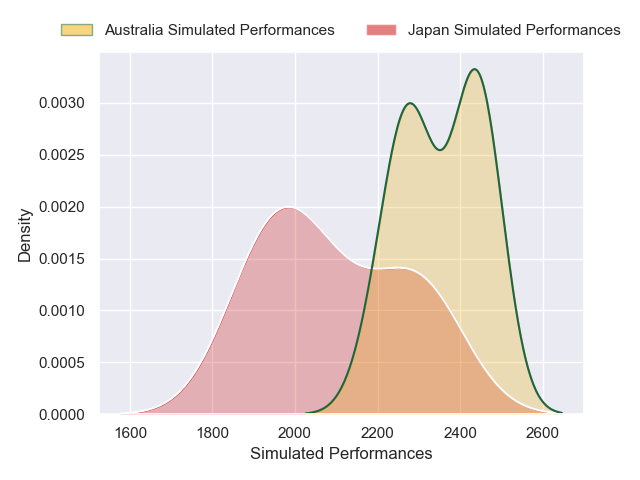 Australia Simulated Performances Japan Simulated Performances
0.0030
0.0025
0.0020
0.0015
0.0010
0.0005
0.0000
Density
1600 1800 2000 2200 2400 2600
Simulated Performances